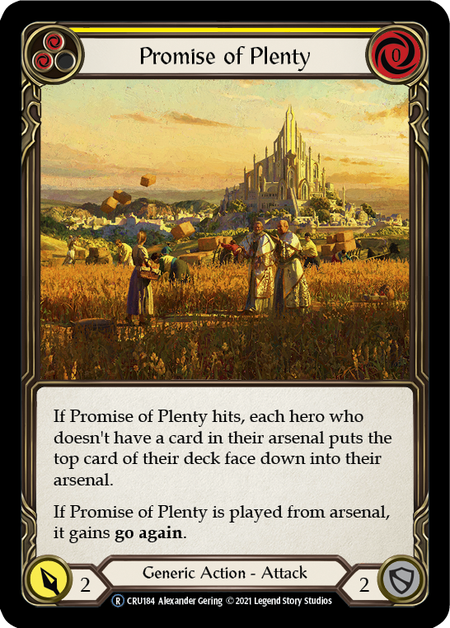 Promise of Plenty
0
If Promise of Plenty hits, each hero who
doesn't have a card in their arsenal puts the
top card of their deck face down into their
arsenal.
If Promise of Plenty is played from arsenal,
it gains go again.
2
Generic Action - Attack
2
R CRU184 Alexander Gering © 2021 Legend Story Studios